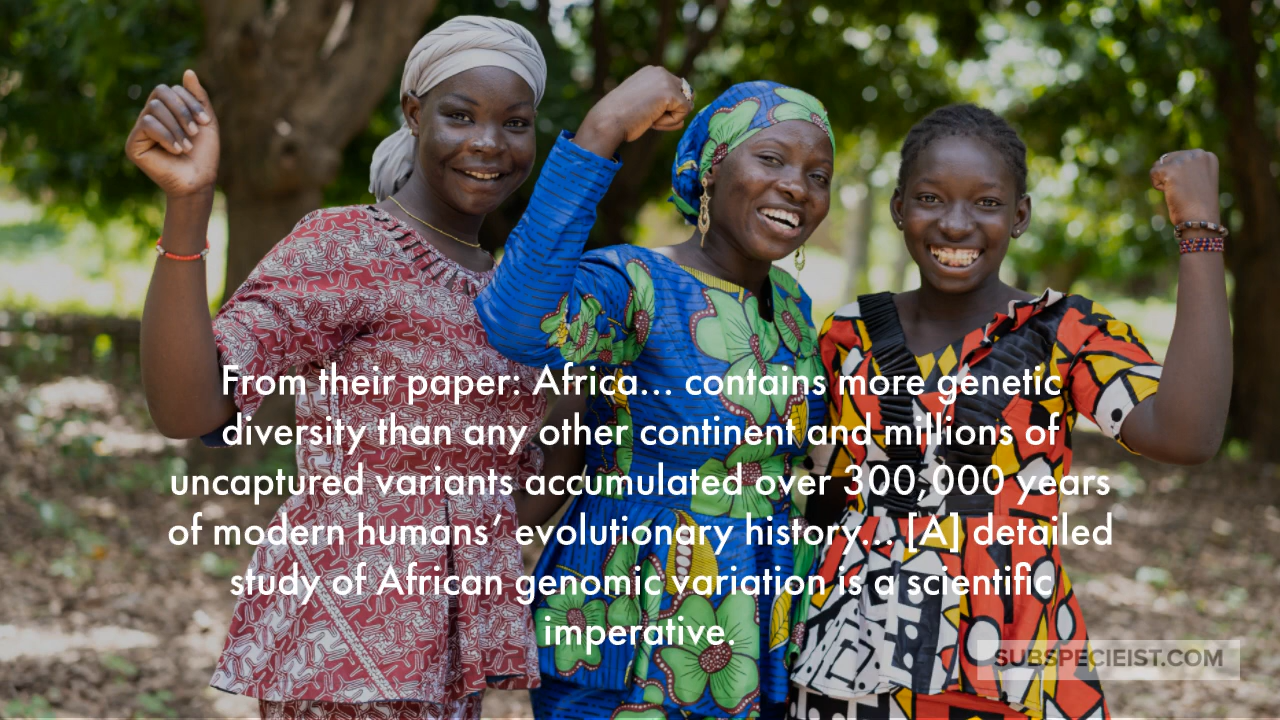 From their paper: Africa... contains more genetic
diversity than any other continent and millions of
uncaptured variants accumulated over 300,000 years
of modern humans’ evolutionary history... [A] detailed
study of African genomic variation is a scientific
imperative.
SUBSPECIEIST.COM